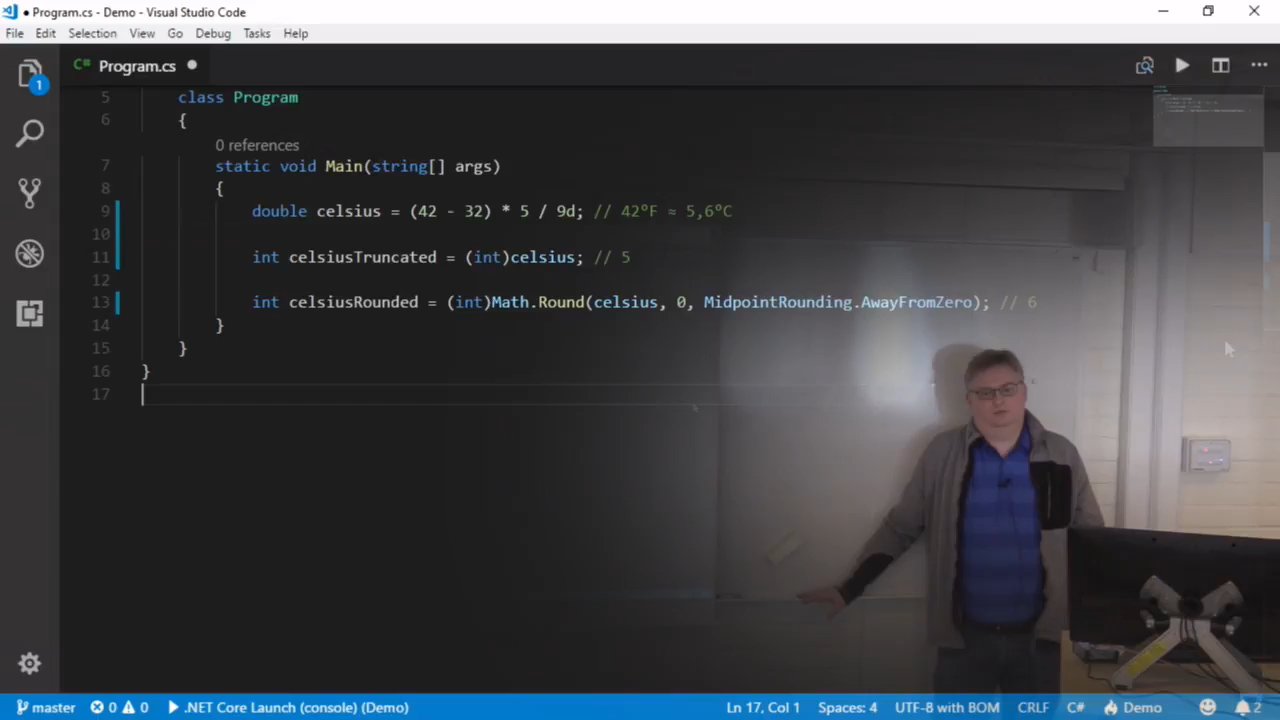 ● Program.cs - Demo - Visual Studio Code
File Edit Selection View Go Debug Tasks Help
1
C# Program.cs ●
5 class Program
6 {
0 references
7 static void Main(string[] args)
8 {
9 double celsius = (42 - 32) * 5 / 9d; // 42°F ≈ 5,6°C
10
11 int celsiusTruncated = (int)celsius; // 5
12
13 int celsiusRounded = (int)Math.Round(celsius, 0, MidpointRounding.AwayFromZero); // 6
14 }
15 }
16 }
17
master 0 0 .NET Core Launch (console) (Demo) Ln 17, Col 1 Spaces: 4 UTF-8 with BOM CRLF C# Demo 2